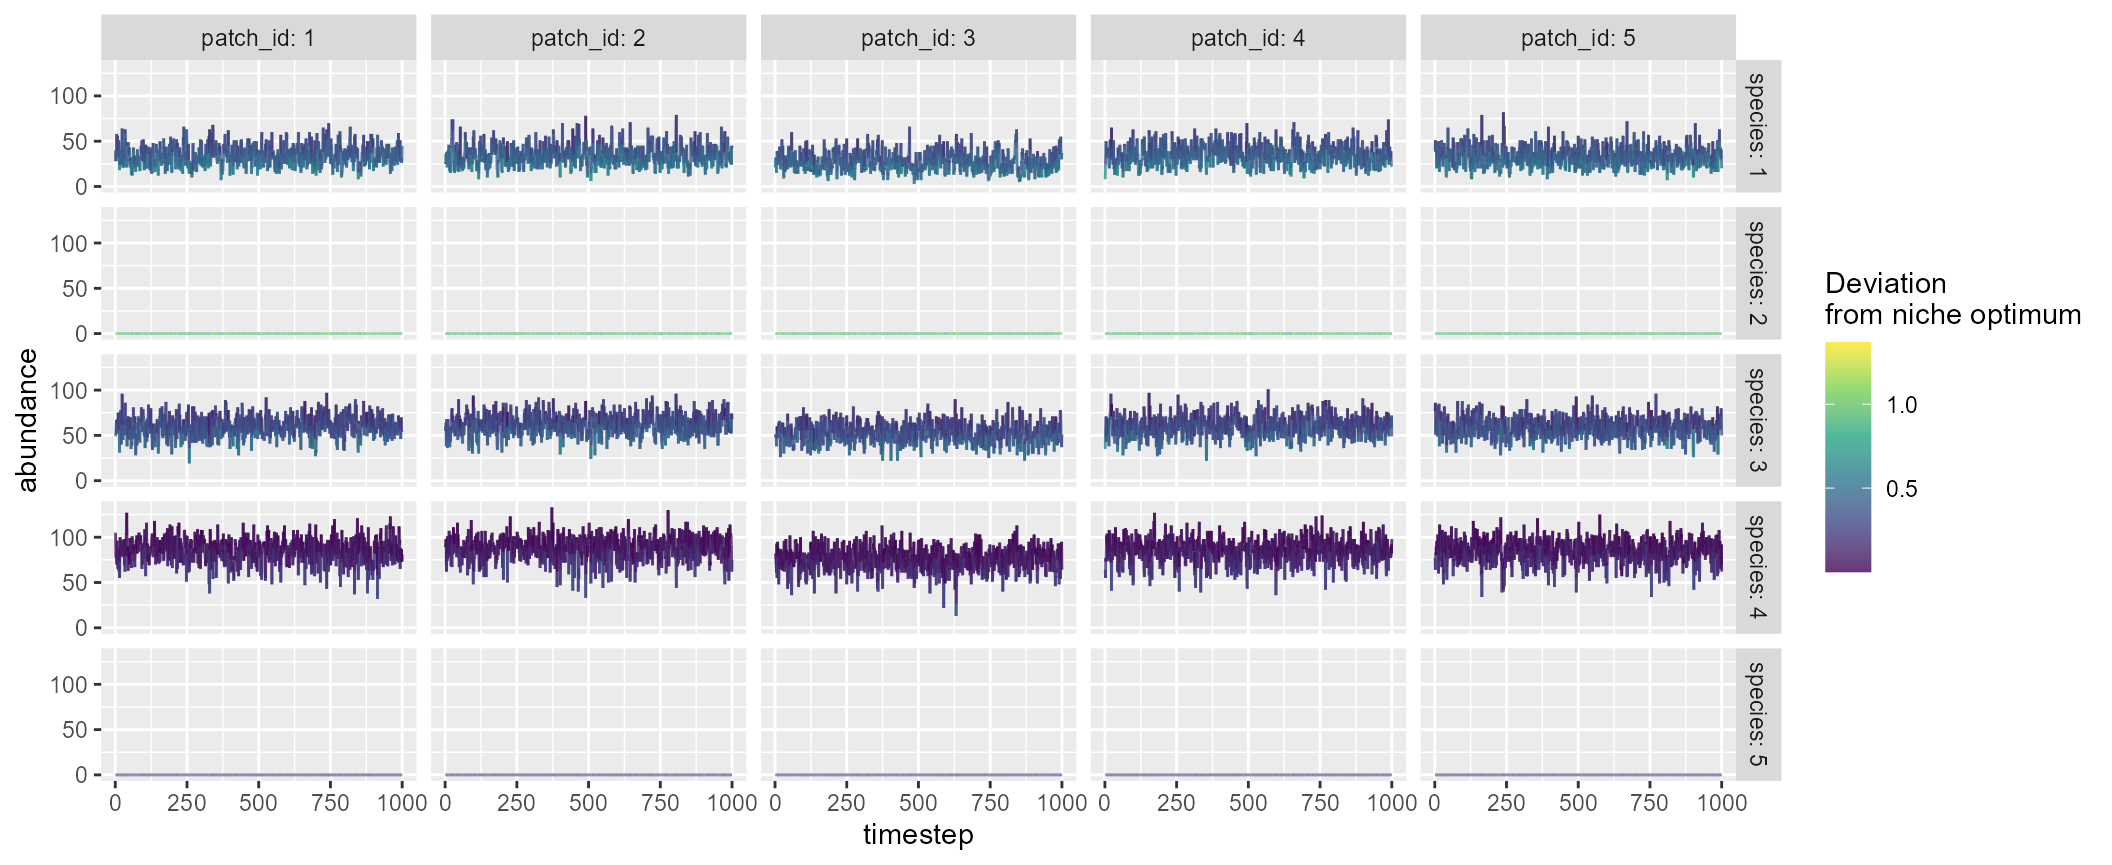 patch_id: 1
patch_id: 2
patch_id: 3
patch_id: 4
patch_id: 5
100
50
0
species: 1
100
50
0
species: 2
100
50
0
species: 3
100
50
0
species: 4
100
50
0
species: 5
0 250 500 750 1000
0 250 500 750 1000
0 250 500 750 1000
0 250 500 750 1000
0 250 500 750 1000
timestep
abundance
Deviation
from niche optimum
1.0
0.5